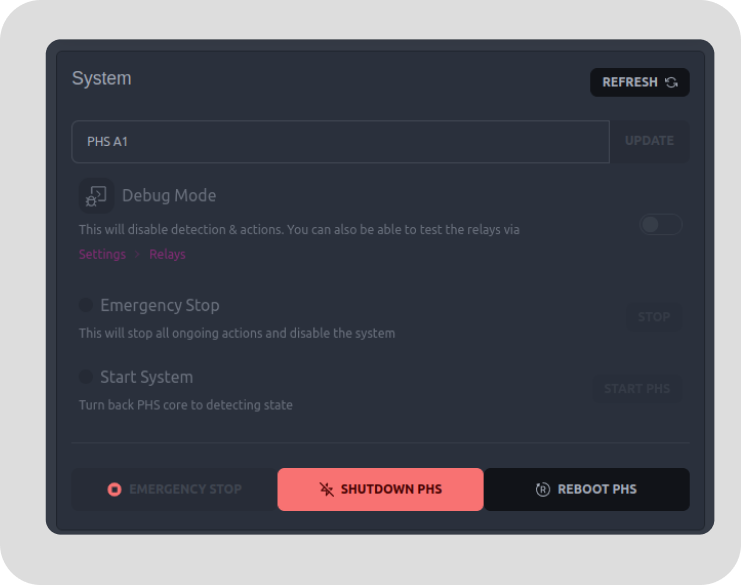 System
REFRESH
PHS A1
UPDATE
Debug Mode
This will disable detection & actions. You can also be able to test the relays via
Settings · Relays
Emergency Stop
This will stop all ongoing actions and disable the system
STOP
Start System
Turn back PHS core to detecting state
START PHS
EMERGENCY STOP
SHUTDOWN PHS
REBOOT PHS